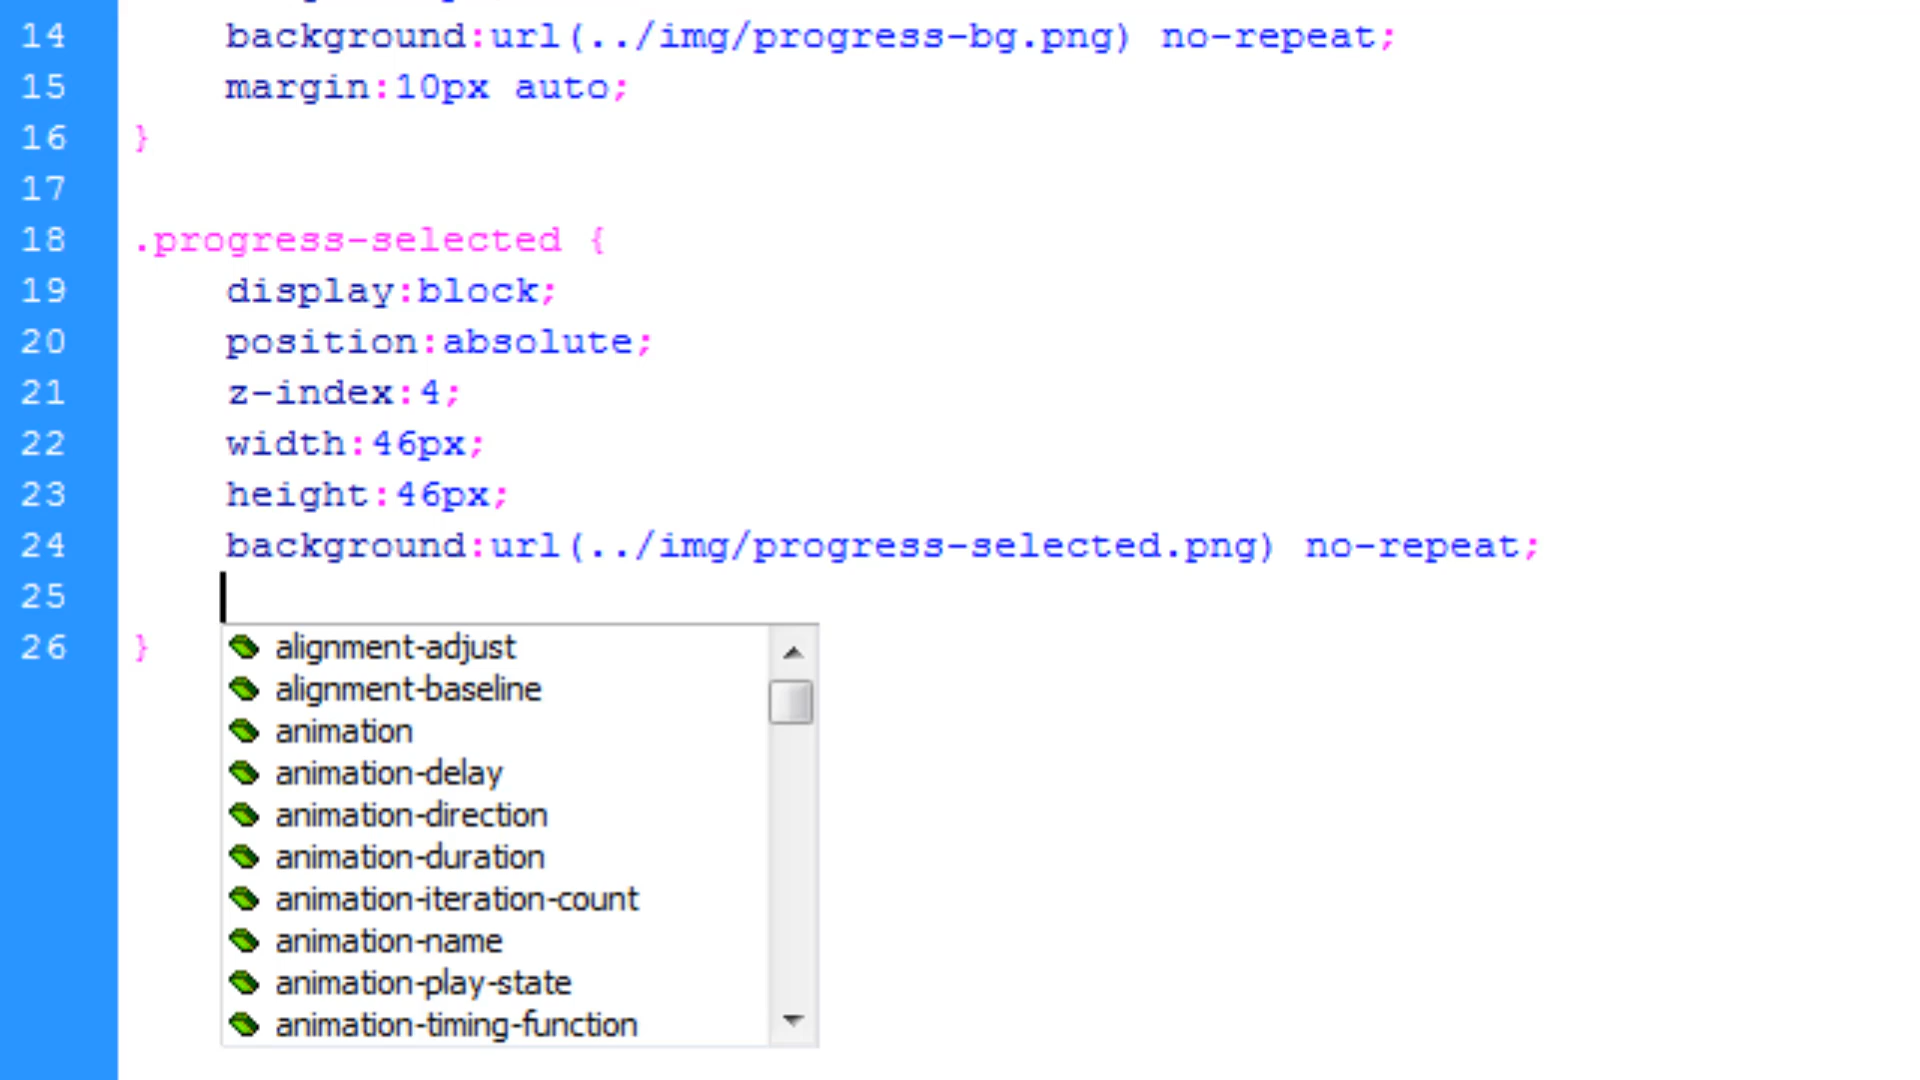 14 background:url(../img/progress-bg.png) no-repeat;
15 margin:10px auto;
16 }
17
18 .progress-selected {
19 display:block;
20 position:absolute;
21 z-index:4;
22 width:46px;
23 height:46px;
24 background:url(../img/progress-selected.png) no-repeat;
25
26 }
alignment-adjust
alignment-baseline
animation
animation-delay
animation-direction
animation-duration
animation-iteration-count
animation-name
animation-play-state
animation-timing-function